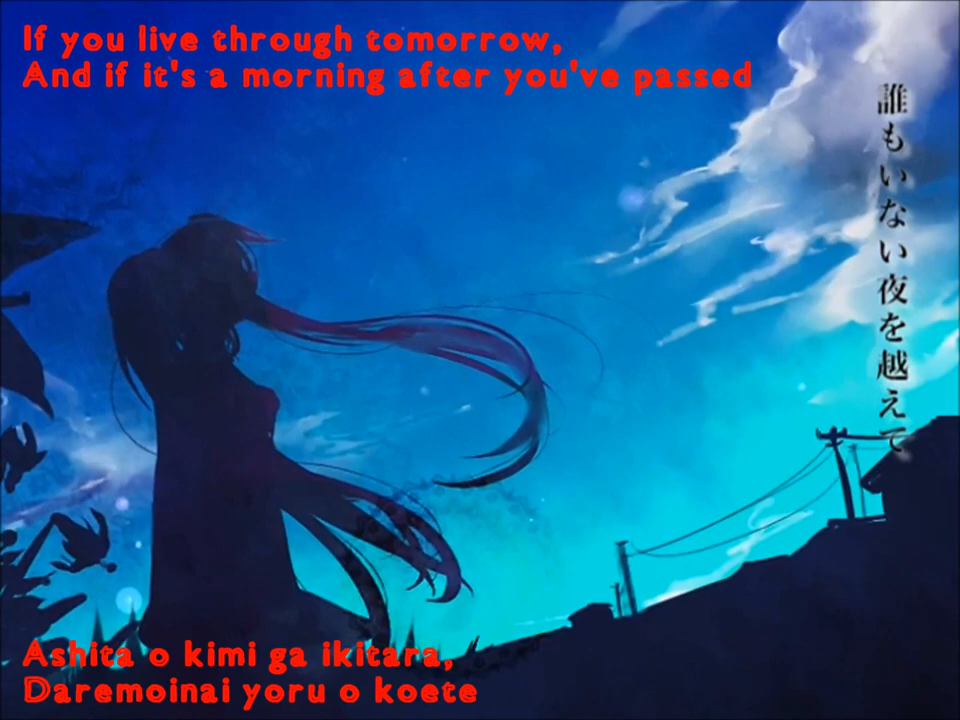 If you live through tomorrow,
And if it's a morning after you've passed
誰もいない夜を越えて
Ashita o kimi ga ikitara,
Daremoinai yoru o koete